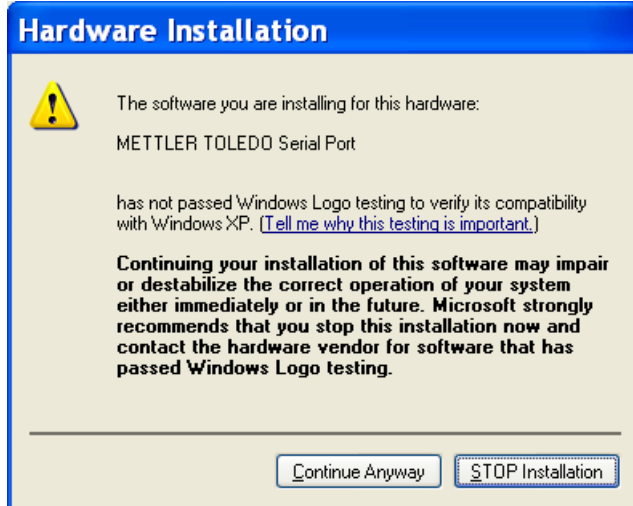 Hardware Installation
The software you are installing for this hardware:
METTLER TOLEDO Serial Port
has not passed Windows Logo testing to verify its compatibility
with Windows XP. (Tell me why this testing is important.)
Continuing your installation of this software may impair
or destabilize the correct operation of your system
either immediately or in the future. Microsoft strongly
recommends that you stop this installation now and
contact the hardware vendor for software that has
passed Windows Logo testing.
Continue Anyway
STOP Installation